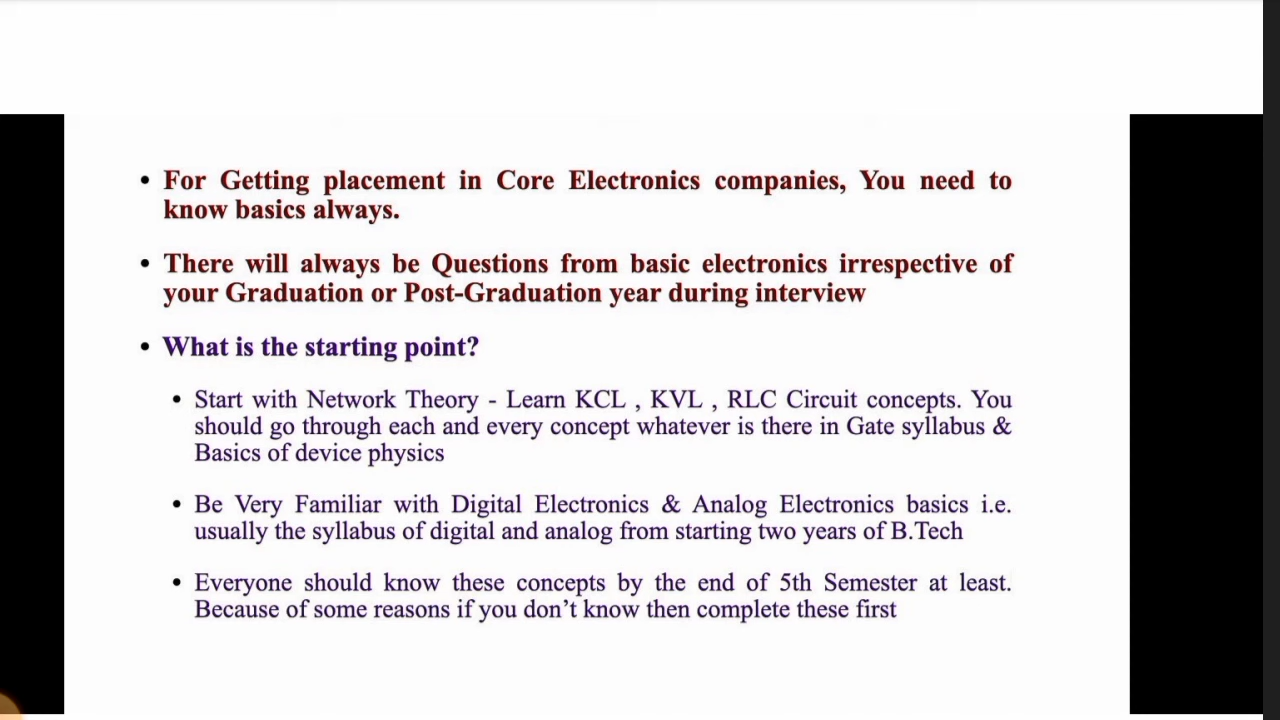 • For Getting placement in Core Electronics companies, You need to
know basics always.
• There will always be Questions from basic electronics irrespective of
your Graduation or Post-Graduation year during interview
• What is the starting point?
• Start with Network Theory - Learn KCL , KVL , RLC Circuit concepts. You
should go through each and every concept whatever is there in Gate syllabus &
Basics of device physics
• Be Very Familiar with Digital Electronics & Analog Electronics basics i.e.
usually the syllabus of digital and analog from starting two years of B.Tech
• Everyone should know these concepts by the end of 5th Semester at least.
Because of some reasons if you don’t know then complete these first